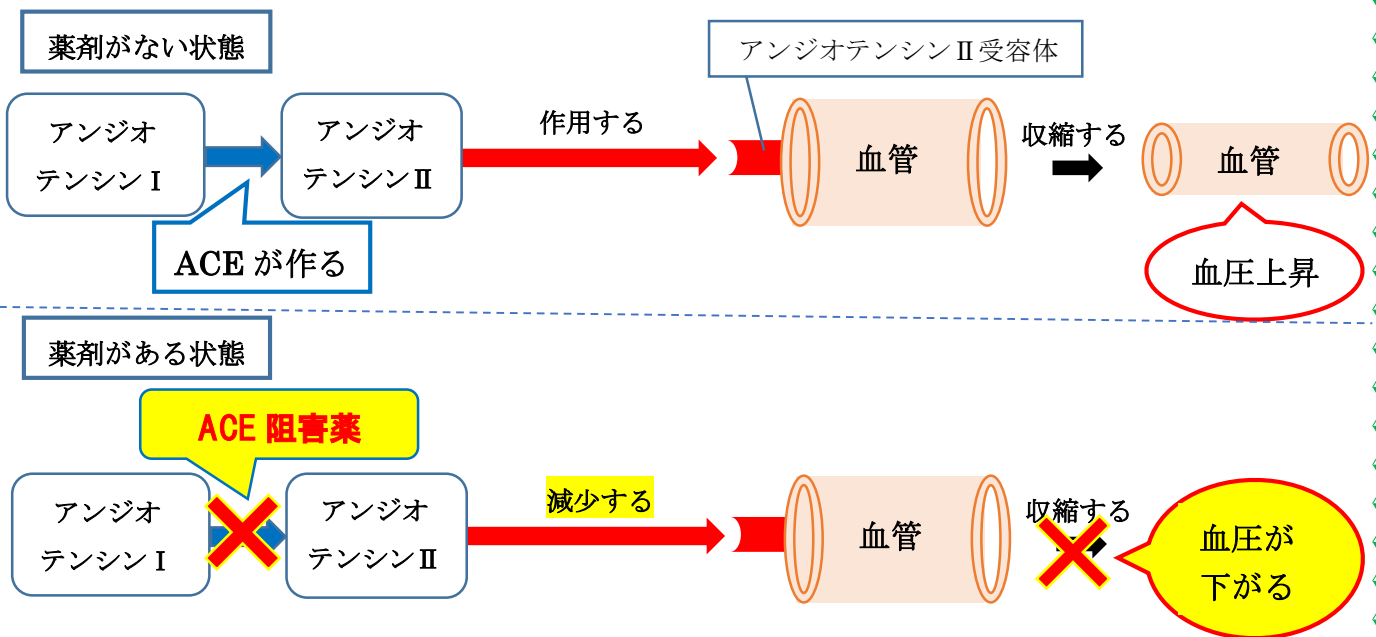 薬剤がない状態
アンジオテンシンⅡ受容体
アンジオ
テンシンⅠ
アンジオ
テンシンⅡ
作用する
血管
収縮する
血管
ACE が作る
血圧上昇
薬剤がある状態
ACE 阻害薬
アンジオ
テンシンⅠ
アンジオ
テンシンⅡ
減少する
血管
収縮する
血圧が
下がる